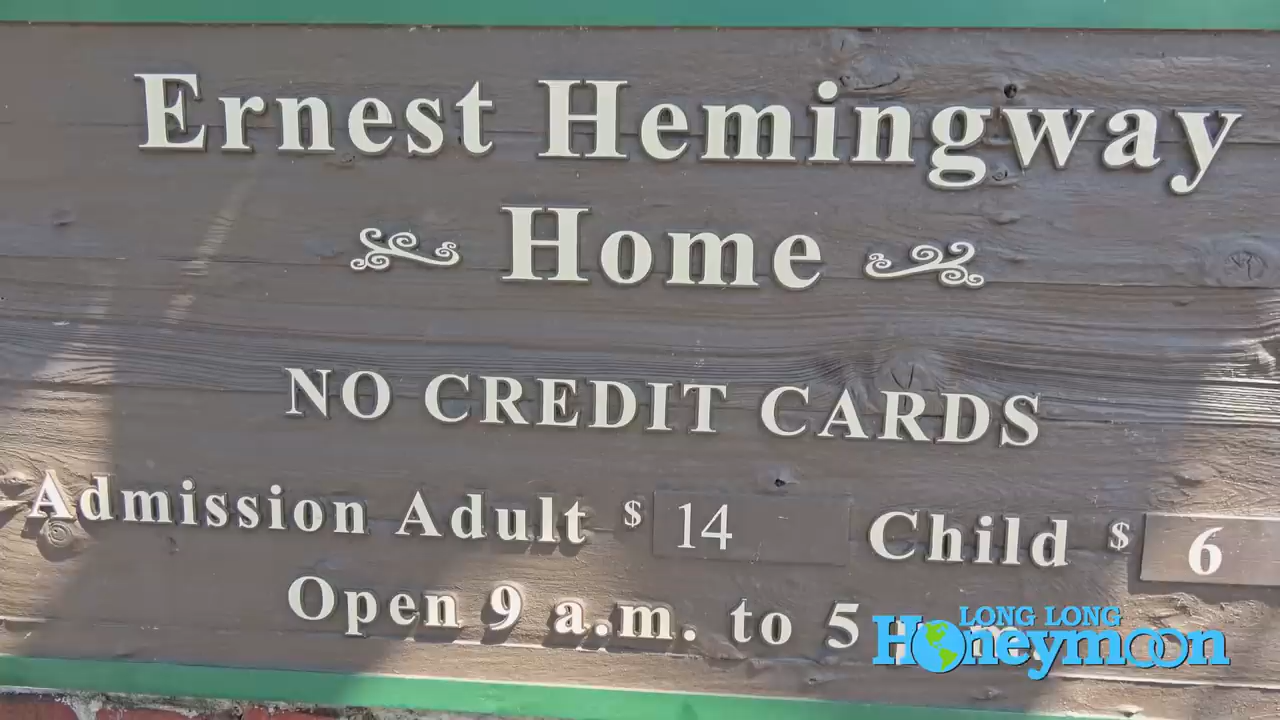 Ernest Hemingway
Home
NO CREDIT CARDS
Admission Adult $ 14 Child $ 6
Open 9 a.m. to 5
LONG LONG
Honeymoon